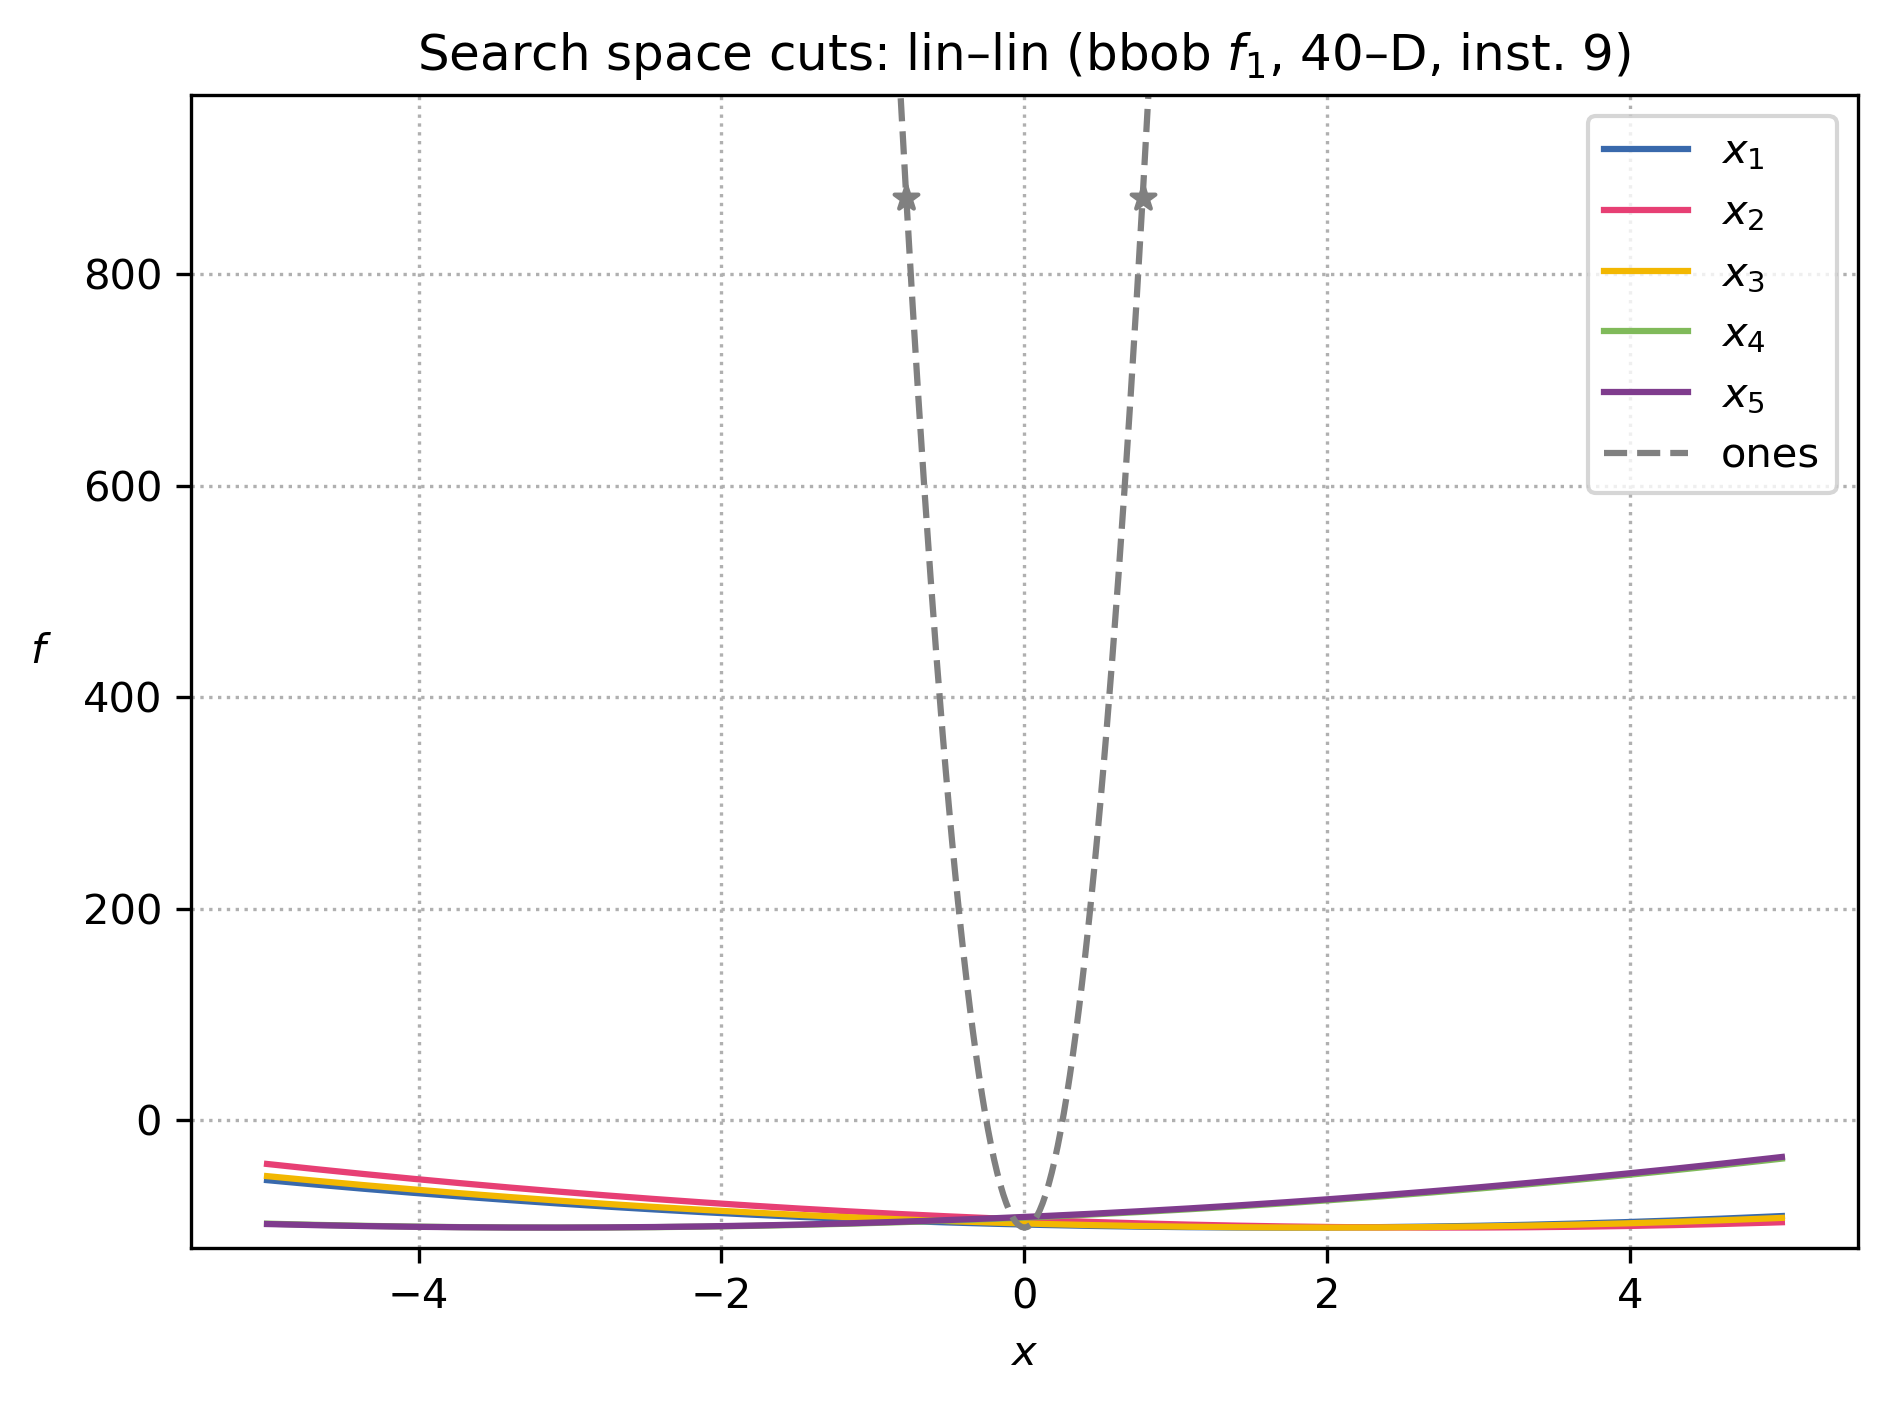 Search space cuts: lin–lin (bbob f₁, 40–D, inst. 9)
x₁
x₂
x₃
x₄
x₅
ones
800
600
400
200
0
f
−4 −2 0 2 4
x